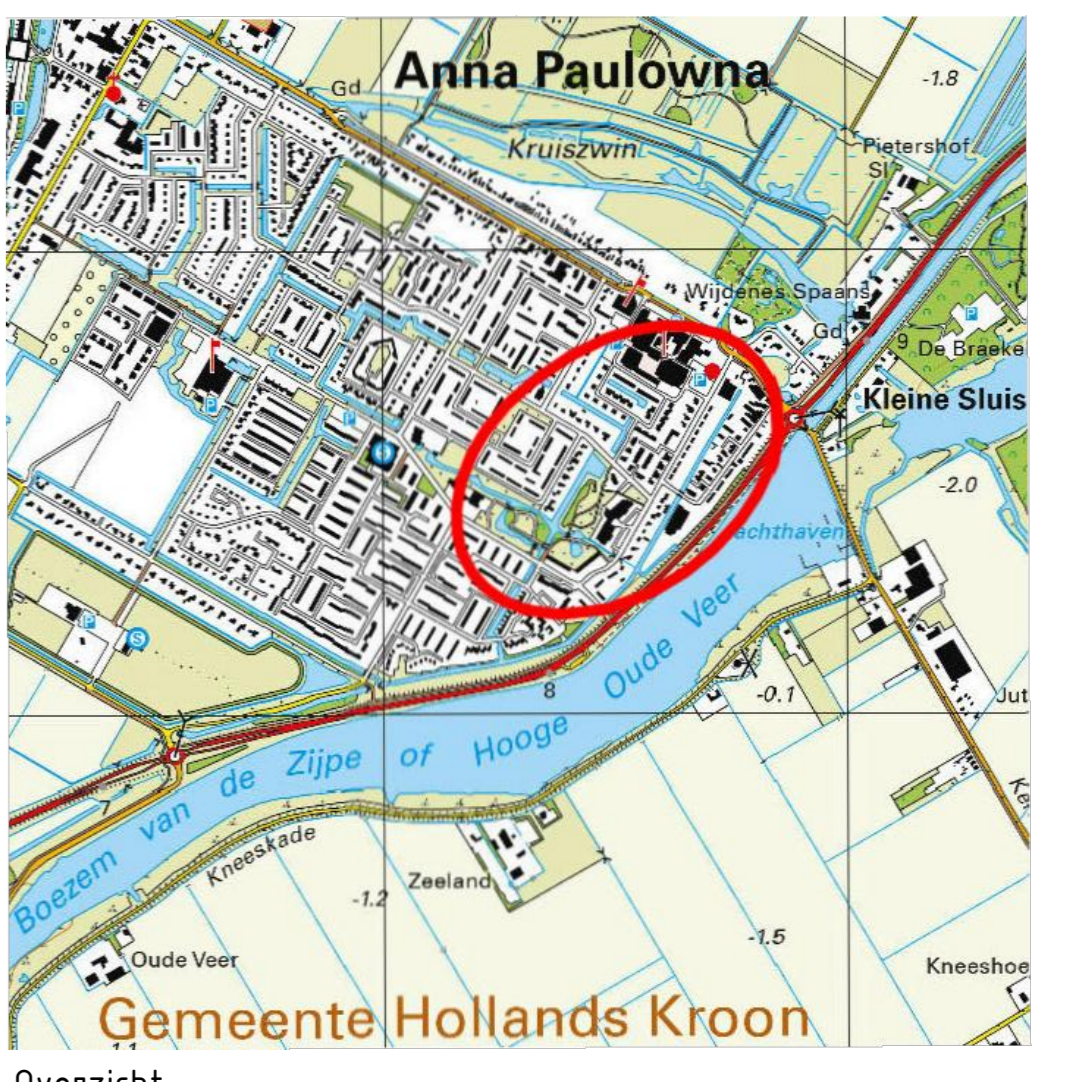 Anna Paulowna
Gd
-1.8
Kruiszwin
Pietershof
Sl
P
Wijdenes Spaans
Gd
P
9
De Braeke
P
Kleine Sluis
P
P
-2.0
achthaven
P
S
Oude Veer
8
-0.1
Jut
Boezem van de Zijpe of Hooge
Kneeskade
Zeeland
-1.2
-1.5
Oude Veer
Kneeshoe
Gemeente Hollands Kroon
Overzicht